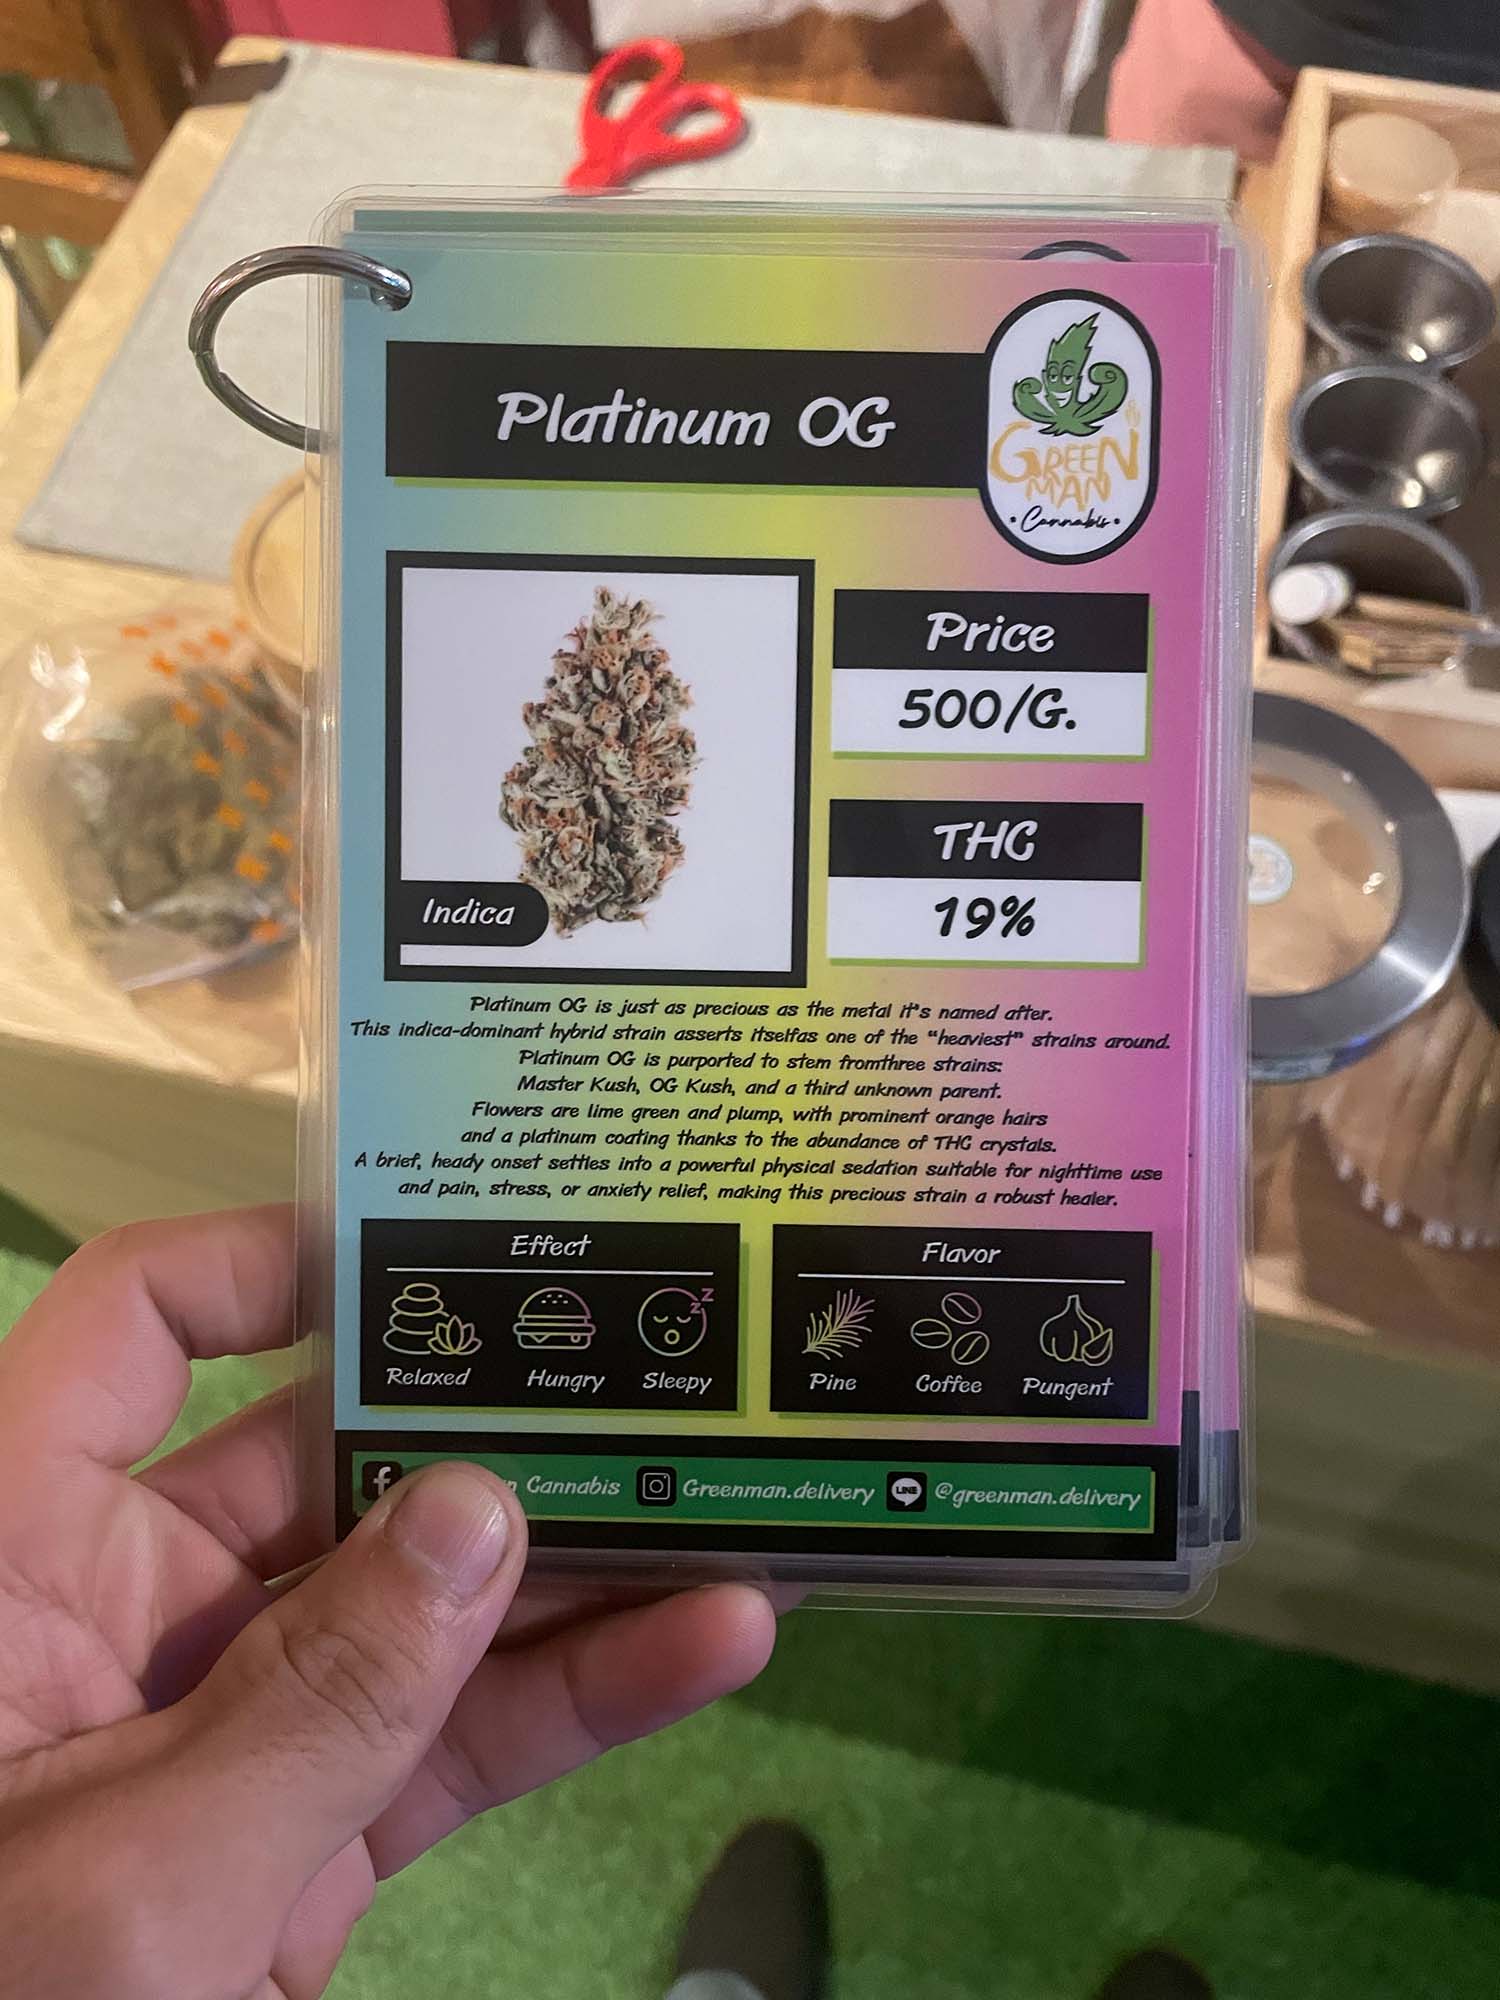 Platinum OG
GREEN
MAN
• Cannabis •
Price
500/G.
THC
19%
Indica
Platinum OG is just as precious as the metal it's named after.
This indica-dominant hybrid strain asserts itselfas one of the "heaviest" strains around.
Platinum OG is purported to stem fromthree strains:
Master Kush, OG Kush, and a third unknown parent.
Flowers are lime green and plump, with prominent orange hairs
and a platinum coating thanks to the abundance of THC crystals.
A brief, heady onset settles into a powerful physical sedation suitable for nighttime use
and pain, stress, or anxiety relief, making this precious strain a robust healer.
Effect
Relaxed Hungry Sleepy
Flavor
Pine Coffee Pungent
Cannabis Greenman.delivery LINE @greenman.delivery